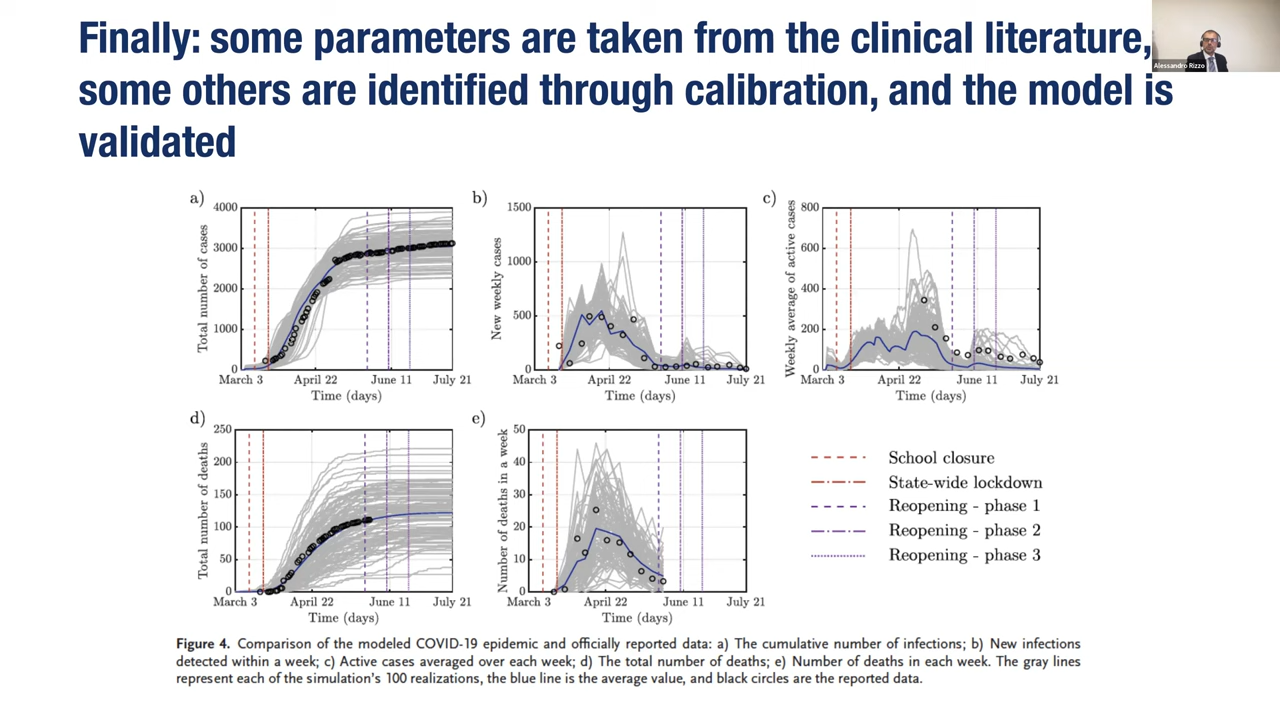 Finally: some parameters are taken from the clinical literature,
some others are identified through calibration, and the model is
validated
Alessandro Rizzo
a)
Total number of cases
4000
3000
2000
1000
0
March 3 April 22 June 11 July 21
Time (days)
b)
New weekly cases
1500
1000
500
0
March 3 April 22 June 11 July 21
Time (days)
c)
Weekly average of active cases
800
600
400
200
0
March 3 April 22 June 11 July 21
Time (days)
d)
Total number of deaths
250
200
150
100
50
0
March 3 April 22 June 11 July 21
Time (days)
e)
Number of deaths in a week
50
40
30
20
10
0
March 3 April 22 June 11 July 21
Time (days)
School closure
State-wide lockdown
Reopening - phase 1
Reopening - phase 2
Reopening - phase 3
Figure 4. Comparison of the modeled COVID-19 epidemic and officially reported data: a) The cumulative number of infections; b) New infections
detected within a week; c) Active cases averaged over each week; d) The total number of deaths; e) Number of deaths in each week. The gray lines
represent each of the simulation's 100 realizations, the blue line is the average value, and black circles are the reported data.